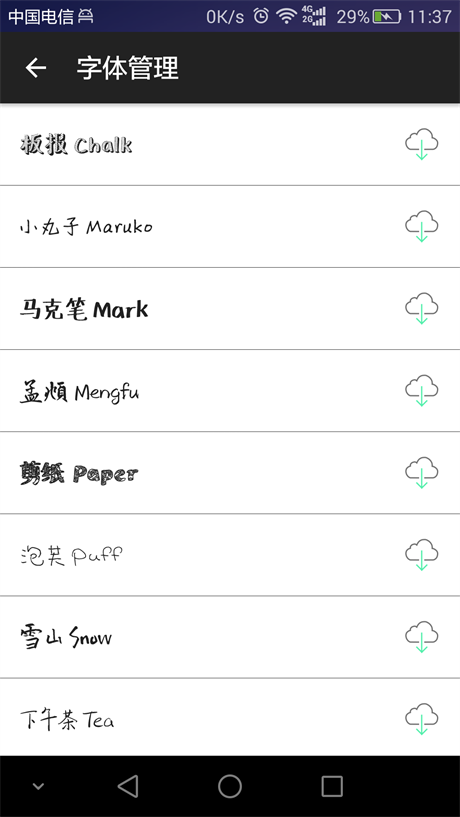 中国电信 0K/s 4G 2G 29% 11:37
字体管理
板报 Chalk
小丸子 Maruko
马克笔 Mark
孟頫 Mengfu
剪纸 Paper
泡芙 Puff
雪山 Snow
下午茶 Tea